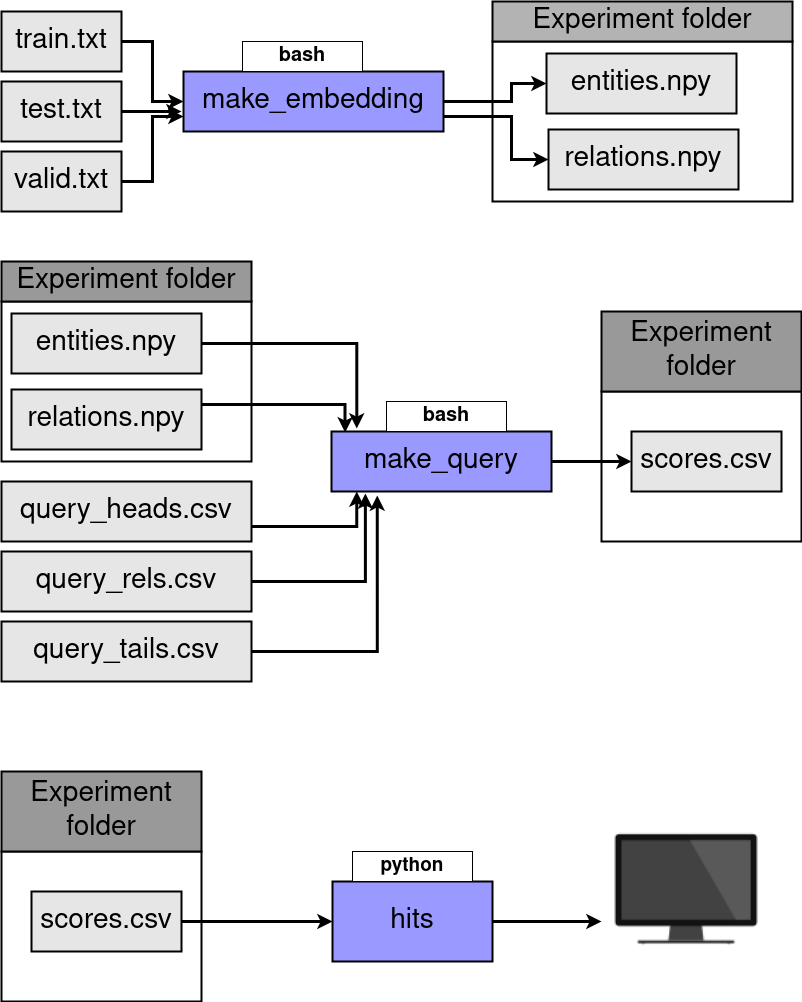 train.txt
test.txt
valid.txt
bash
make_embedding
Experiment folder
entities.npy
relations.npy
Experiment folder
entities.npy
relations.npy
query_heads.csv
query_rels.csv
query_tails.csv
bash
make_query
Experiment
folder
scores.csv
Experiment
folder
scores.csv
python
hits